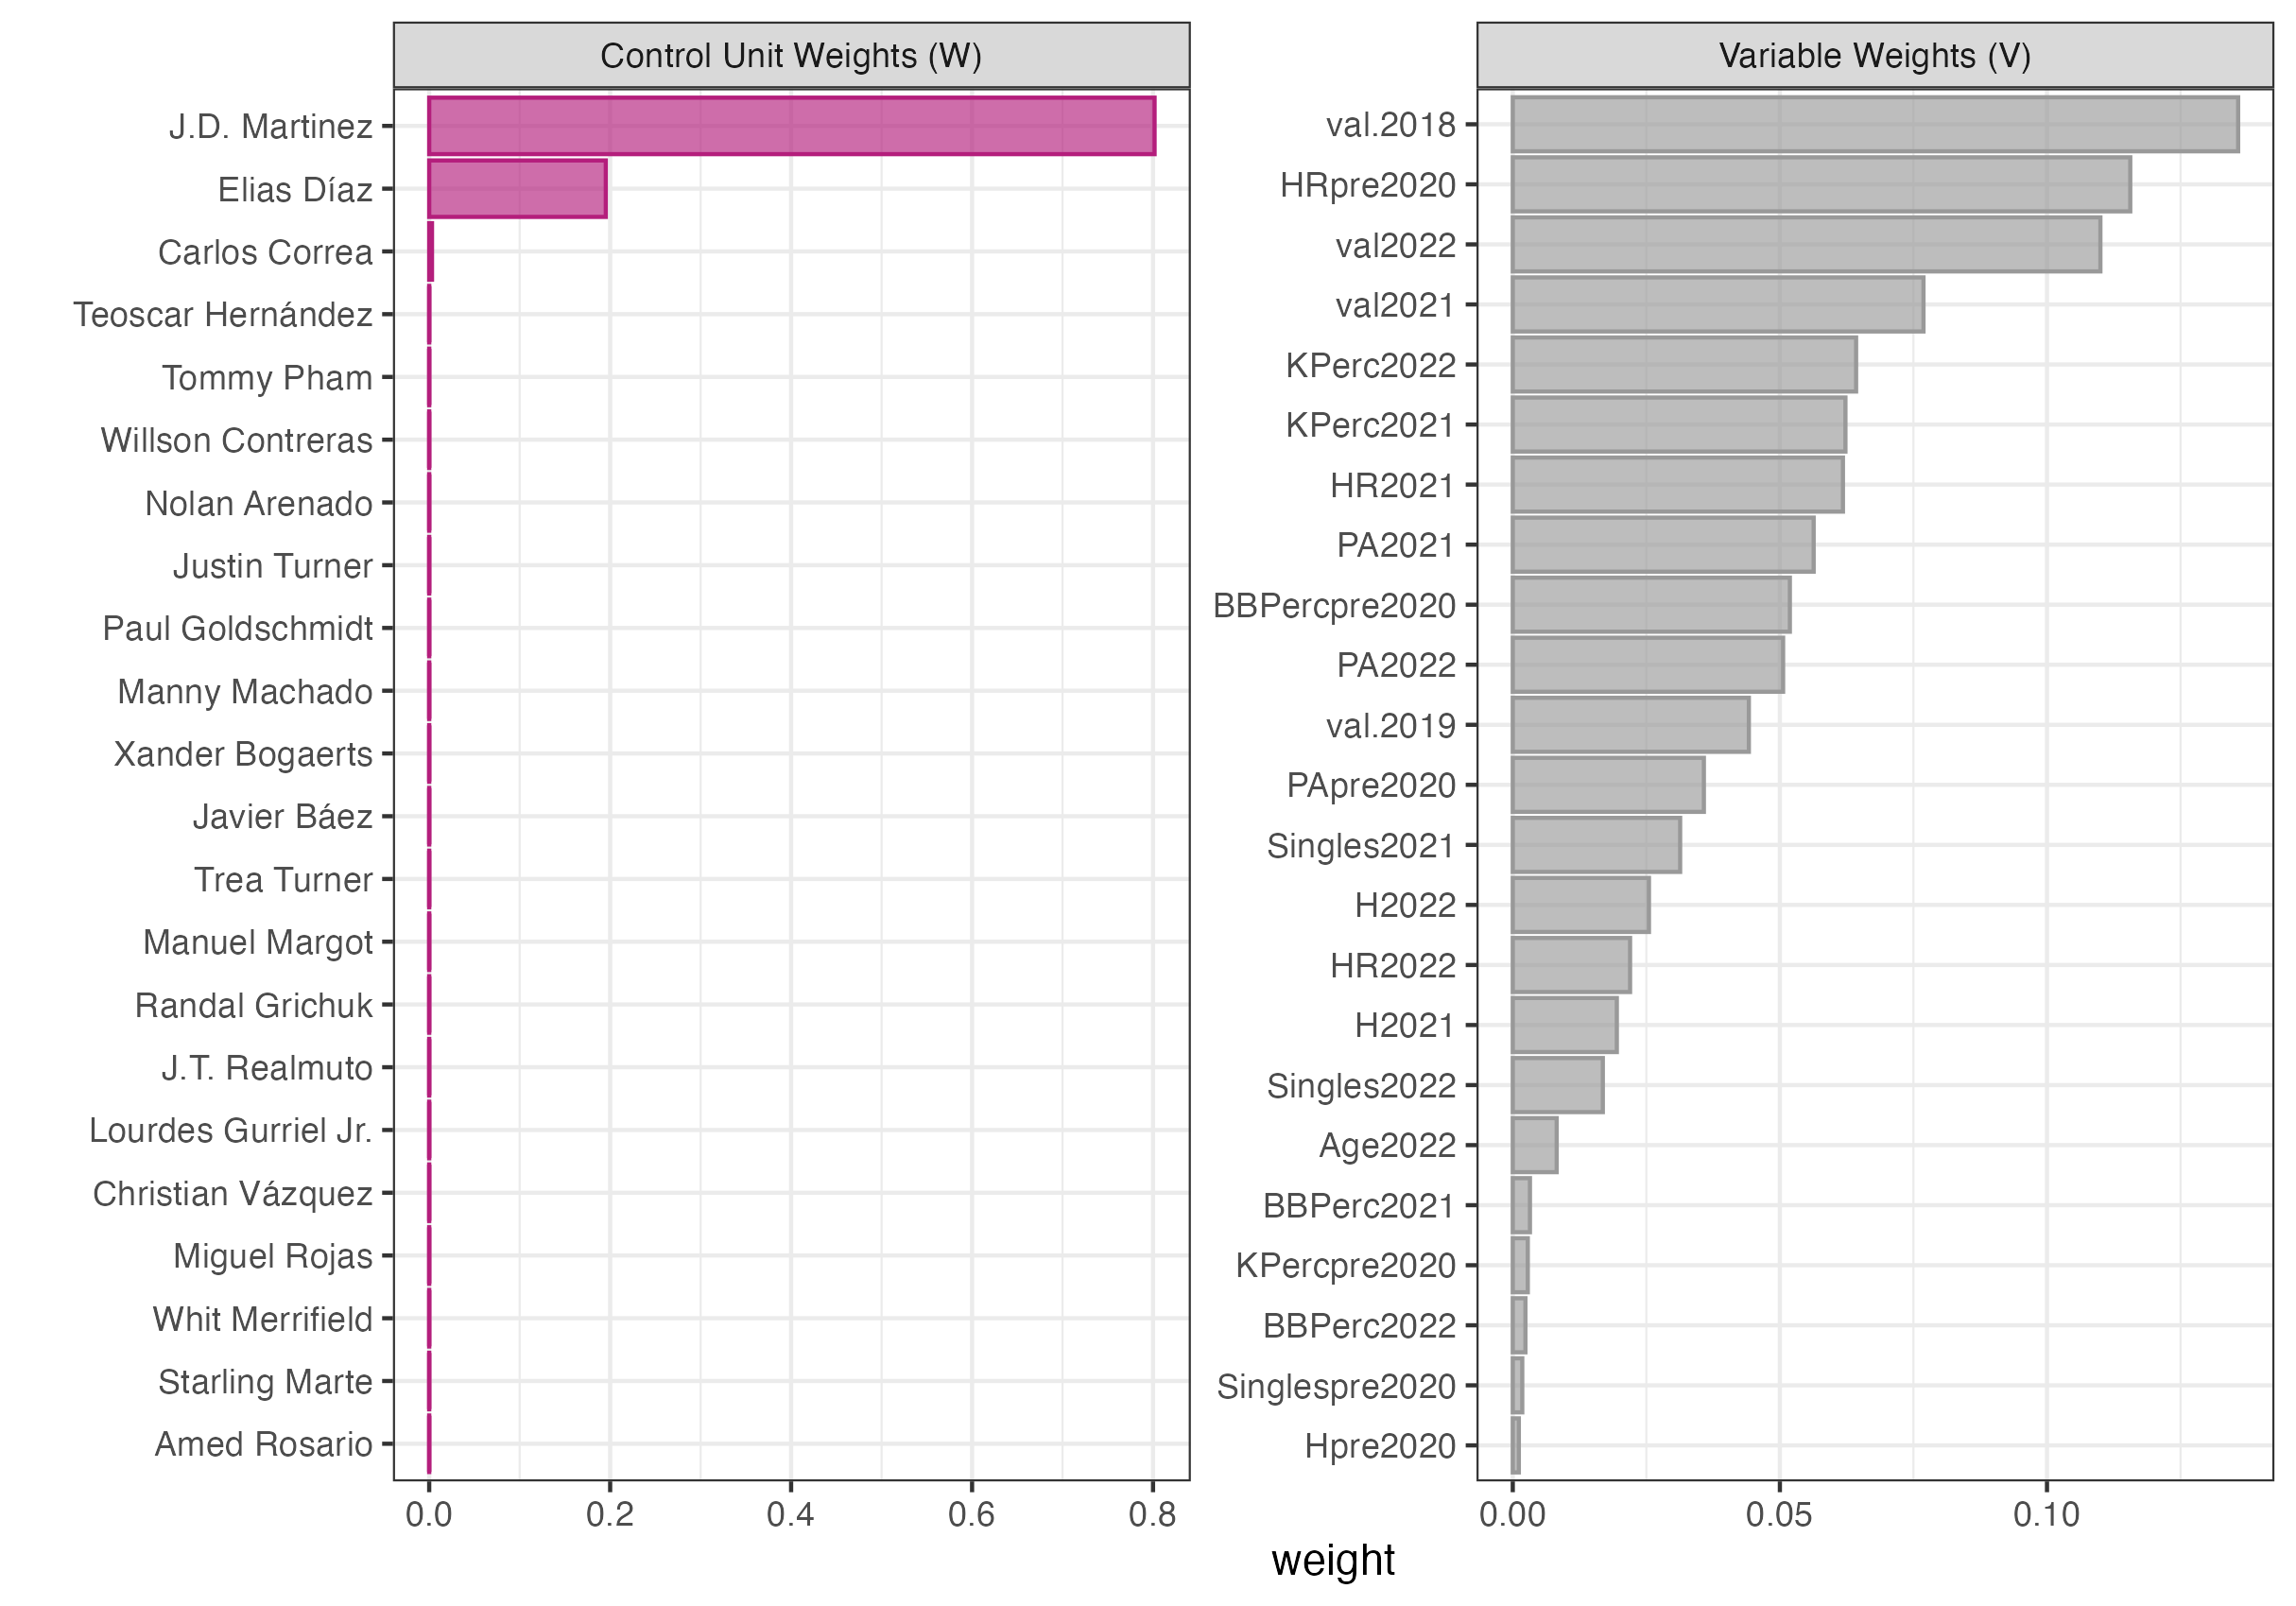 Control Unit Weights (W)
J.D. Martinez
Elias Díaz
Carlos Correa
Teoscar Hernández
Tommy Pham
Willson Contreras
Nolan Arenado
Justin Turner
Paul Goldschmidt
Manny Machado
Xander Bogaerts
Javier Báez
Trea Turner
Manuel Margot
Randal Grichuk
J.T. Realmuto
Lourdes Gurriel Jr.
Christian Vázquez
Miguel Rojas
Whit Merrifield
Starling Marte
Amed Rosario
0.0 0.2 0.4 0.6 0.8
Variable Weights (V)
val.2018
HRpre2020
val2022
val2021
KPerc2022
KPerc2021
HR2021
PA2021
BBPercpre2020
PA2022
val.2019
PApre2020
Singles2021
H2022
HR2022
H2021
Singles2022
Age2022
BBPerc2021
KPercpre2020
BBPerc2022
Singlespre2020
Hpre2020
0.00 0.05 0.10
weight